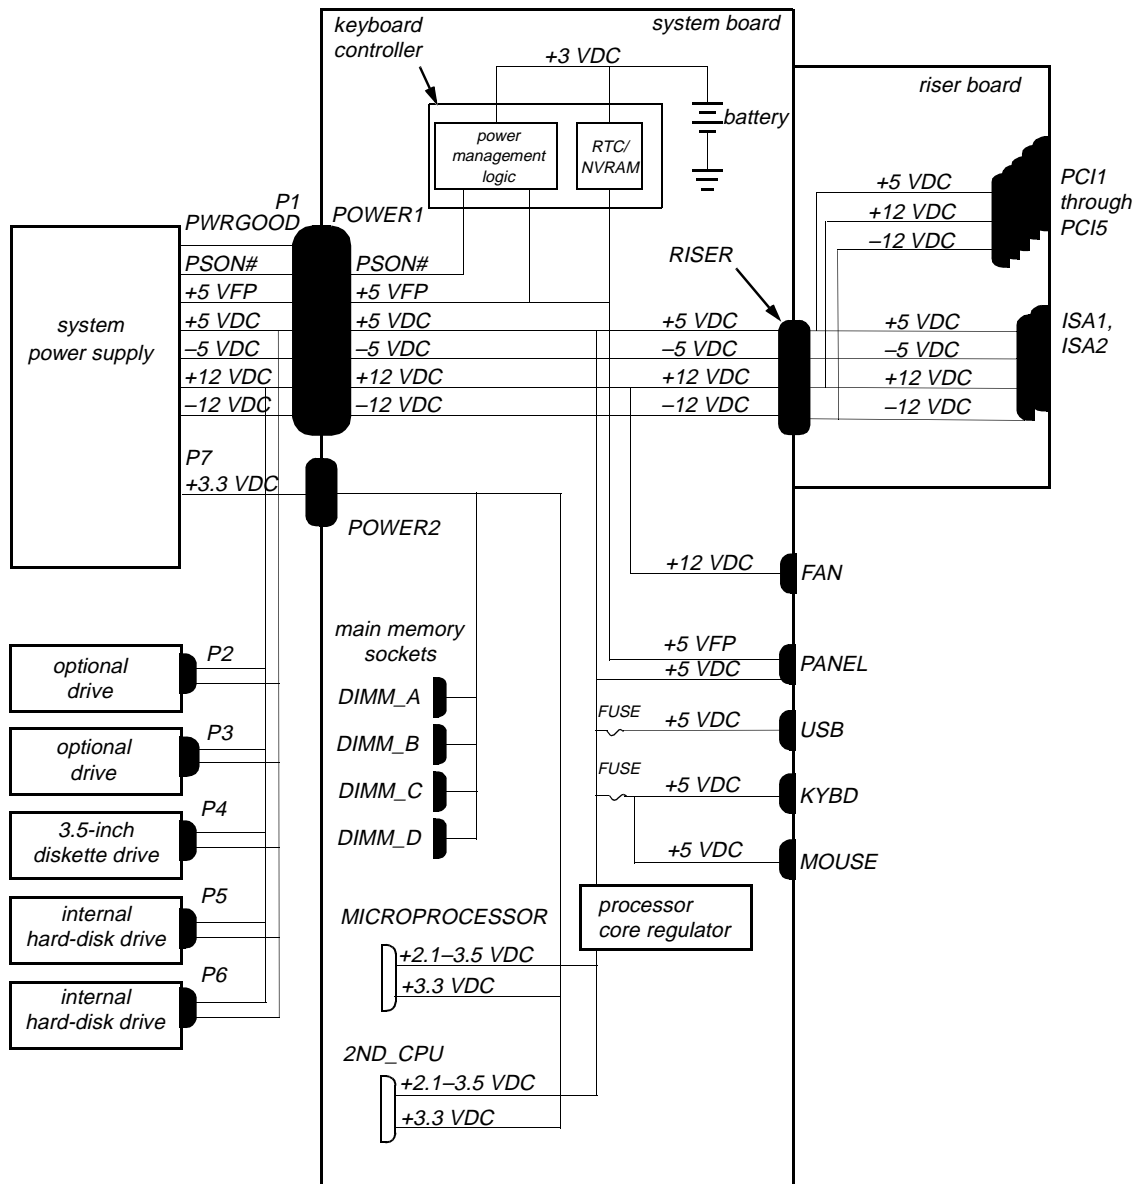 keyboard
controller
system board
+3 VDC
riser board
battery
power
management
logic
RTC/
NVRAM
+5 VDC
+12 VDC
–12 VDC
PCI1
through
PCI5
P1
PWRGOOD
POWER1
RISER
PSON#
+5 VFP
+5 VDC
–5 VDC
+12 VDC
–12 VDC
system
power supply
PSON#
+5 VFP
+5 VDC
–5 VDC
+12 VDC
–12 VDC
+5 VDC
–5 VDC
+12 VDC
–12 VDC
+5 VDC
–5 VDC
+12 VDC
–12 VDC
ISA1,
ISA2
P7
+3.3 VDC
POWER2
+12 VDC
FAN
main memory
sockets
+5 VFP
+5 VDC
PANEL
P2
optional
drive
DIMM_A
FUSE
+5 VDC
USB
P3
optional
drive
DIMM_B
FUSE
+5 VDC
KYBD
DIMM_C
P4
3.5-inch
diskette drive
DIMM_D
+5 VDC
MOUSE
P5
internal
hard-disk drive
MICROPROCESSOR
processor
core regulator
+2.1–3.5 VDC
+3.3 VDC
P6
internal
hard-disk drive
2ND_CPU
+2.1–3.5 VDC
+3.3 VDC